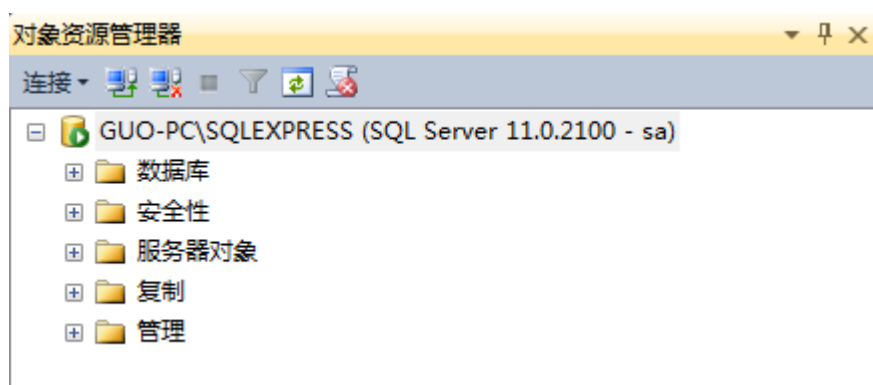 对象资源管理器
连接
GUO-PC\SQLEXPRESS (SQL Server 11.0.2100 - sa)
数据库
安全性
服务器对象
复制
管理